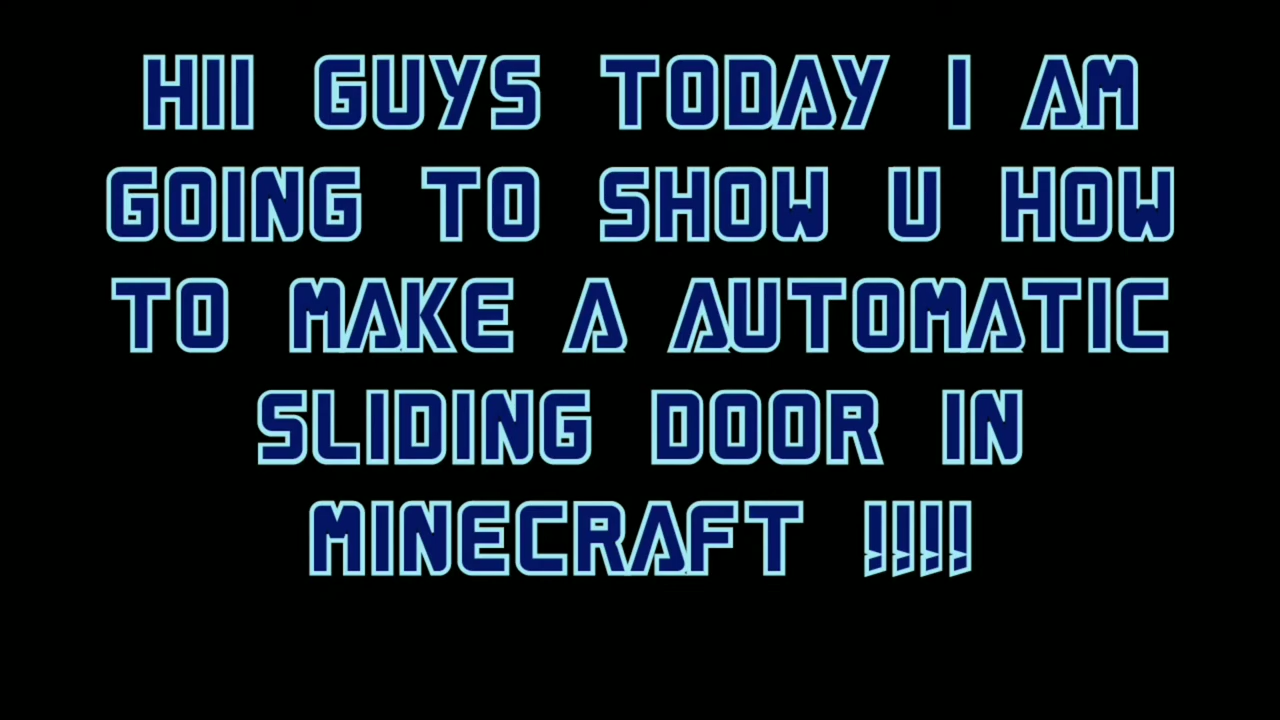 HII GUYS TODAY I AM
GOING TO SHOW U HOW
TO MAKE A AUTOMATIC
SLIDING DOOR IN
MINECRAFT !!!!